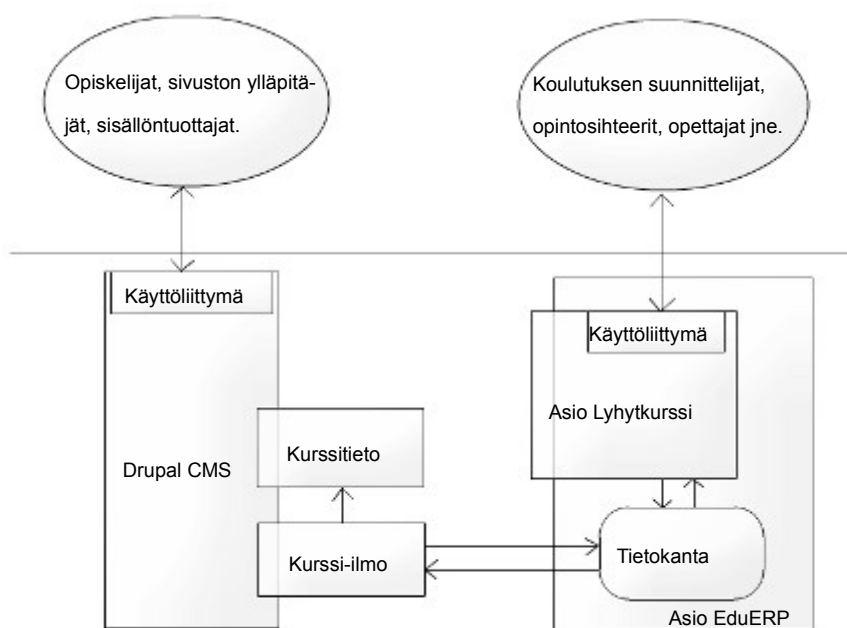 Opiskelijat, sivuston ylläpitä-
jät, sisällöntuottajat.
Koulutuksen suunnittelijat,
opintosihteerit, opettajat jne.
Käyttöliittymä
Käyttöliittymä
Asio Lyhytkurssi
Kurssitieto
Drupal CMS
Kurssi-ilmo
Tietokanta
Asio EduERP